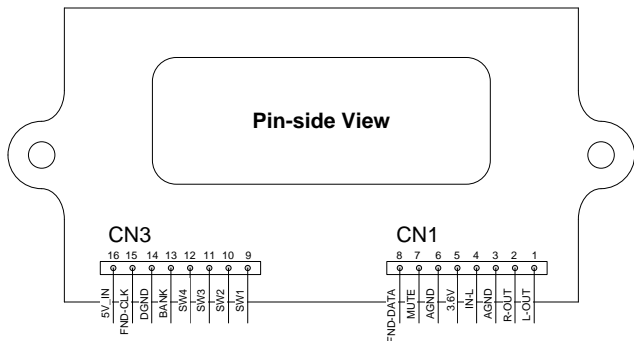 Pin-side View
CN3
CN1
16 15 14 13 12 11 10 9
8 7 6 5 4 3 2 1
5V_IN
FND-CLK
DGND
BANK
SW4
SW3
SW2
SW1
FND-DATA
MUTE
AGND
3.6V
IN-L
AGND
R-OUT
L-OUT